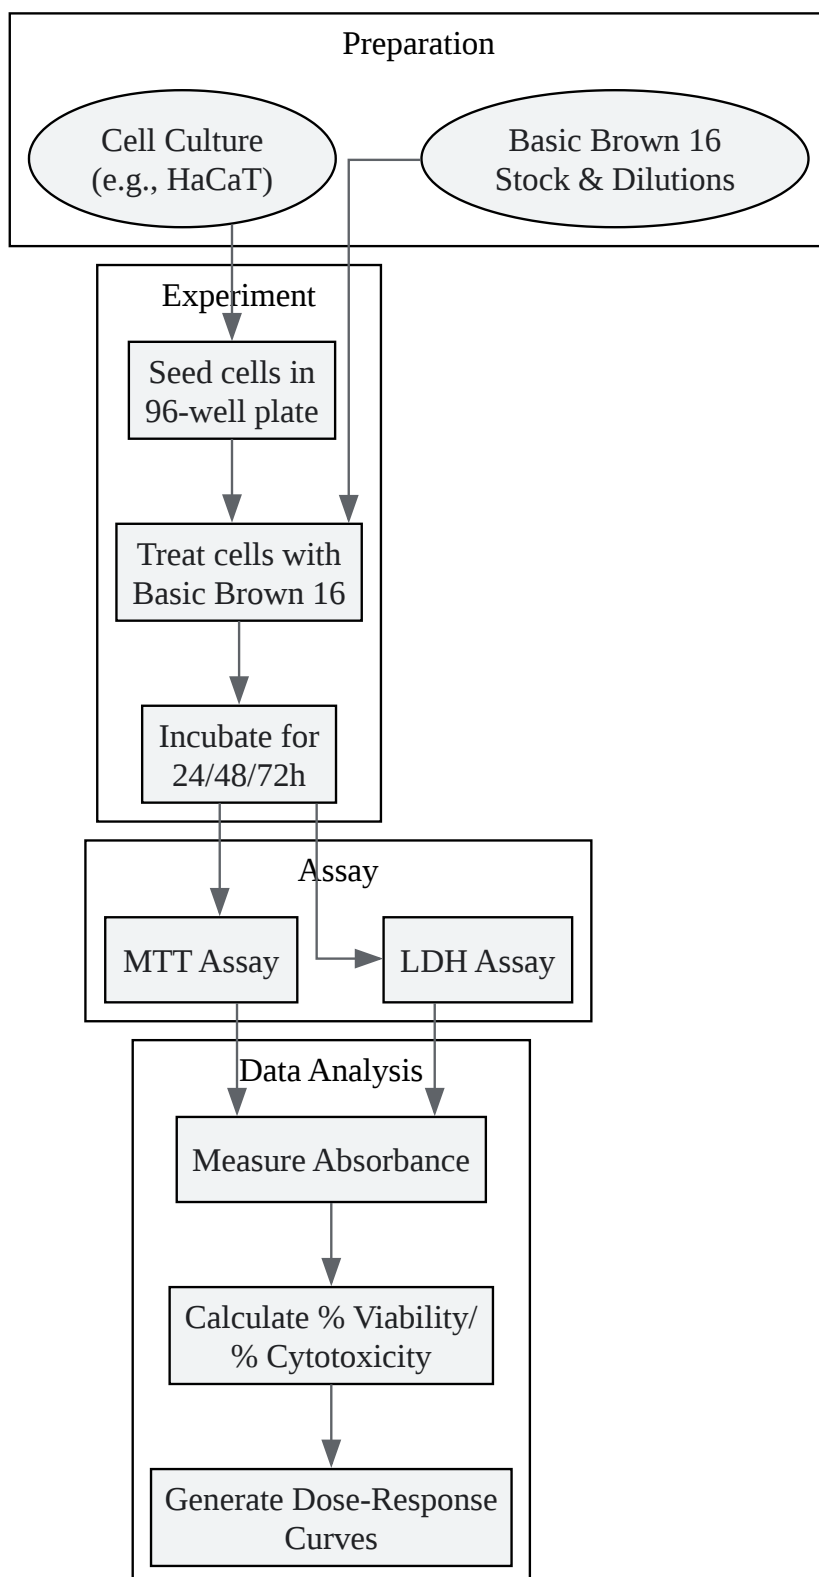 Preparation
Cell Culture
(e.g., HaCaT)
Basic Brown 16
Stock & Dilutions
Experiment
Seed cells in
96-well plate
Treat cells with
Basic Brown 16
Incubate for
24/48/72h
Assay
MTT Assay
LDH Assay
Data Analysis
Measure Absorbance
Calculate % Viability/
% Cytotoxicity
Generate Dose-Response
Curves